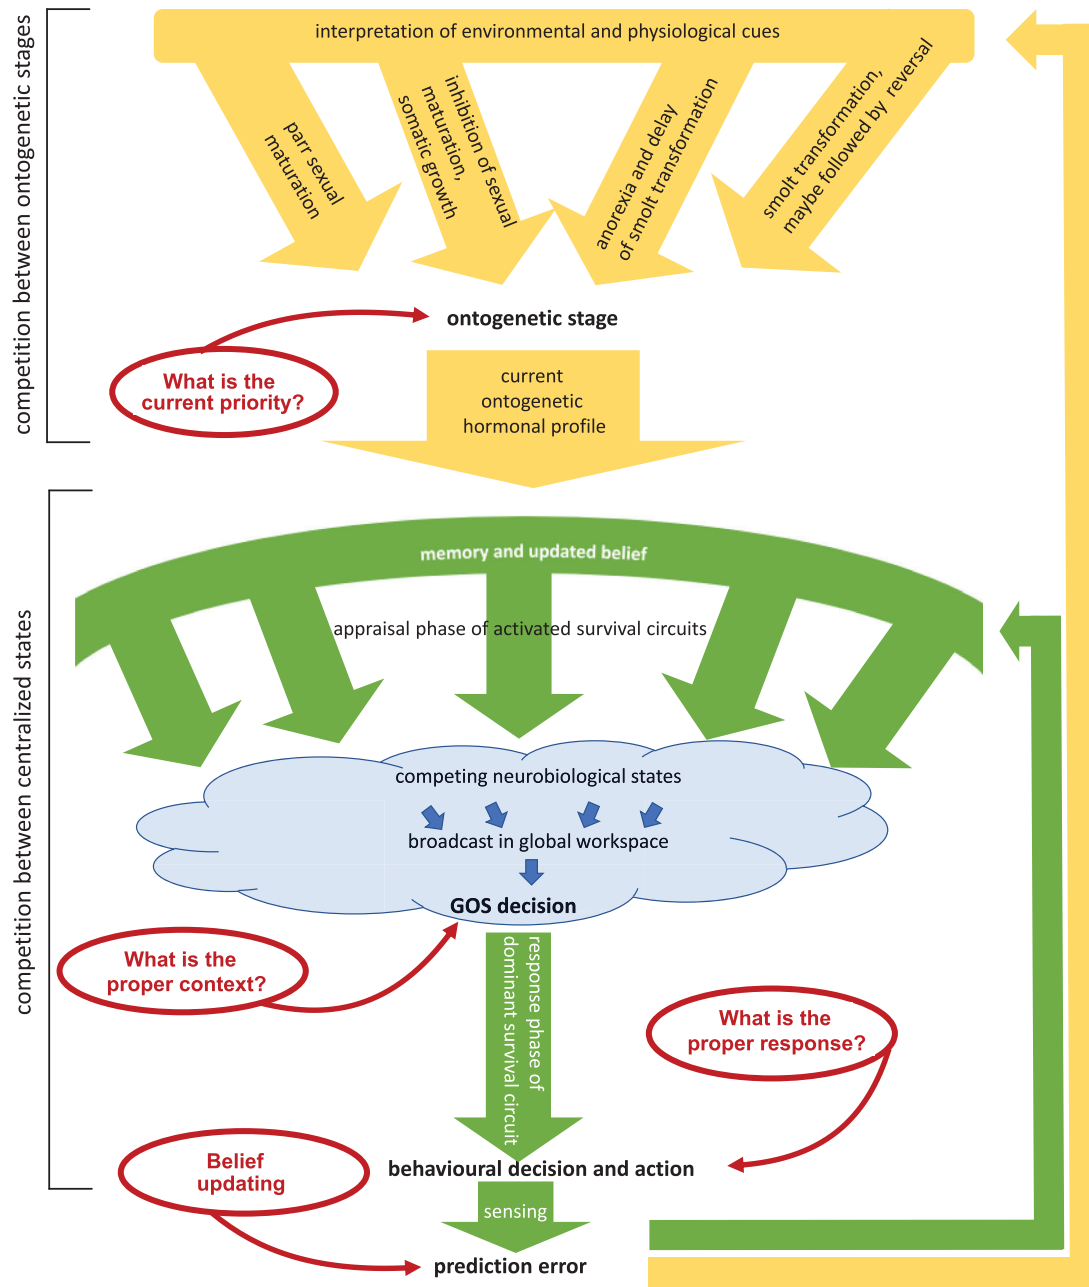 competition between ontogenetic stages
interpretation of environmental and physiological cues
parr sexual
maturation
inhibition of sexual
maturation,
somatic growth
anorexia and delay
of smolt transformation
smolt transformation,
maybe followed by reversal
ontogenetic stage
What is the
current priority?
current
ontogenetic
hormonal profile
competition between centralized states
memory and updated belief
appraisal phase of activated survival circuits
competing neurobiological states
broadcast in global workspace
GOS decision
What is the
proper context?
response phase of
dominant survival circuit
What is the
proper response?
behavioural decision and action
Belief
updating
sensing
prediction error